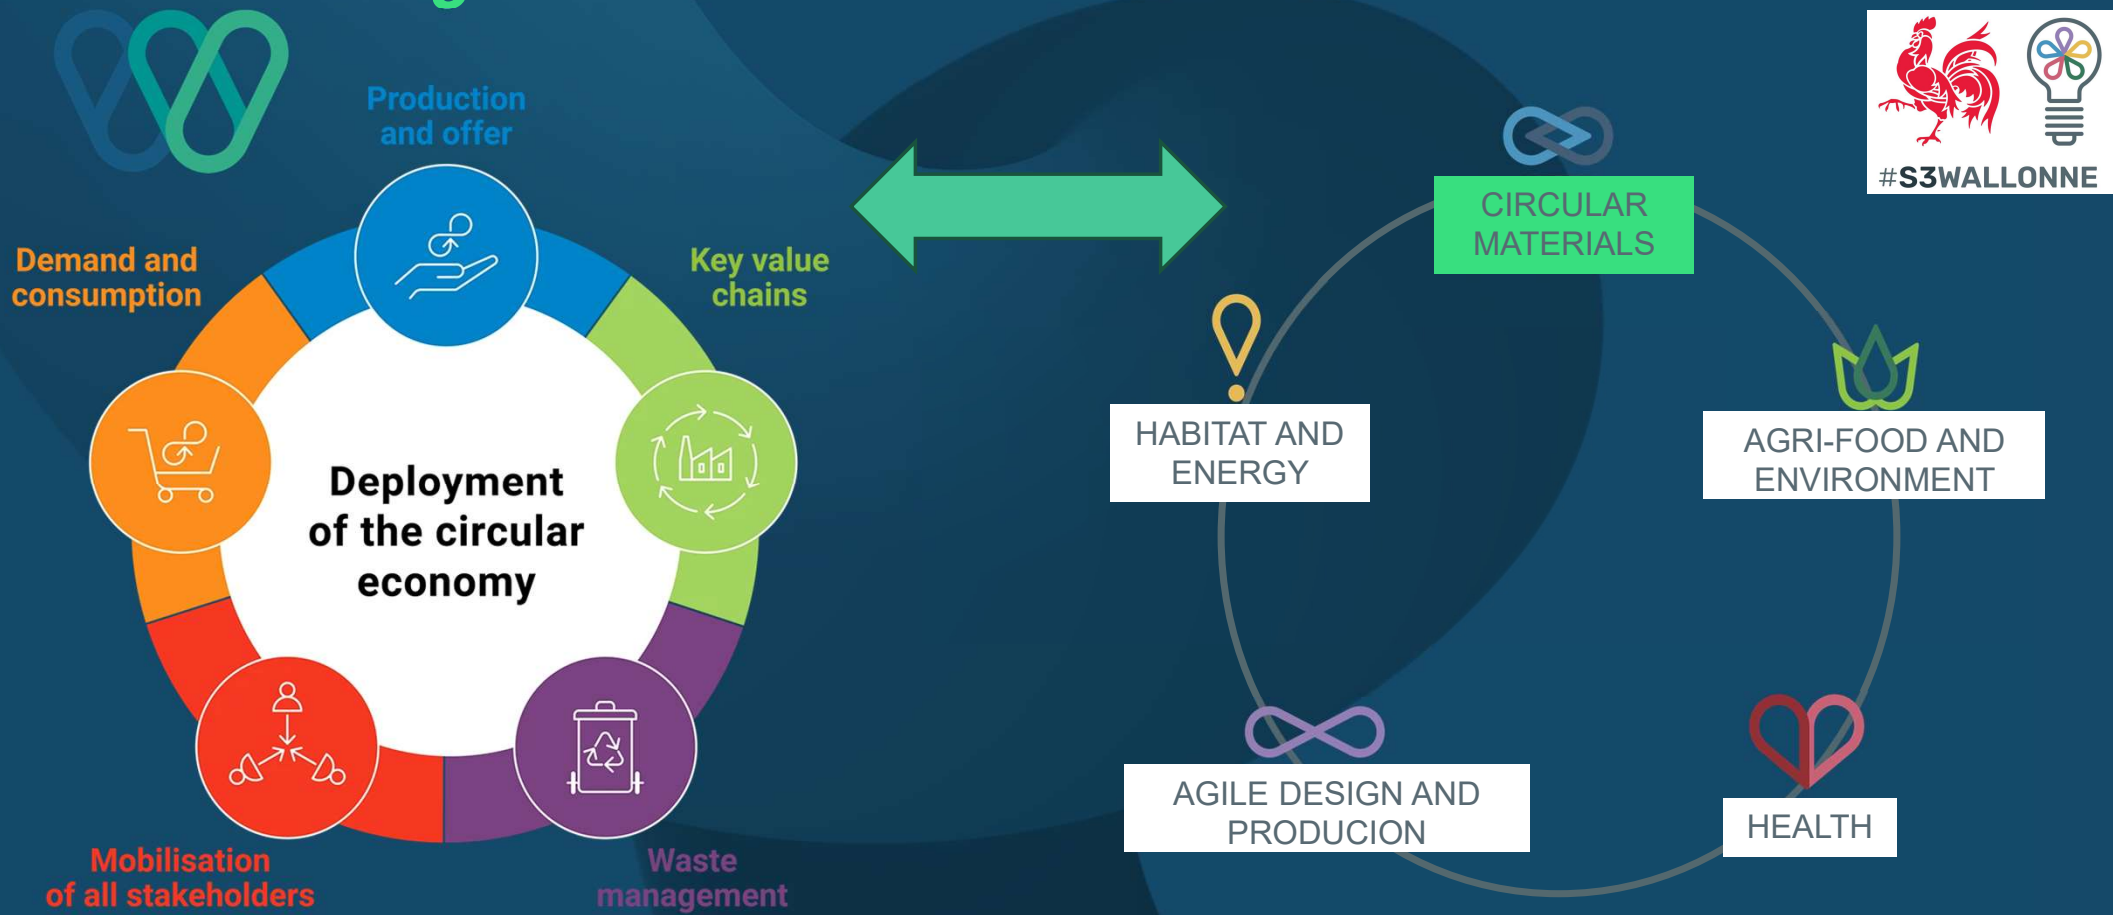 Production
and offer
Demand and
consumption
Key value
chains
Deployment
of the circular
economy
Mobilisation
of all stakeholders
Waste
management
#S3WALLONNE
CIRCULAR
MATERIALS
HABITAT AND
ENERGY
AGRI-FOOD AND
ENVIRONMENT
AGILE DESIGN AND
PRODUCION
HEALTH